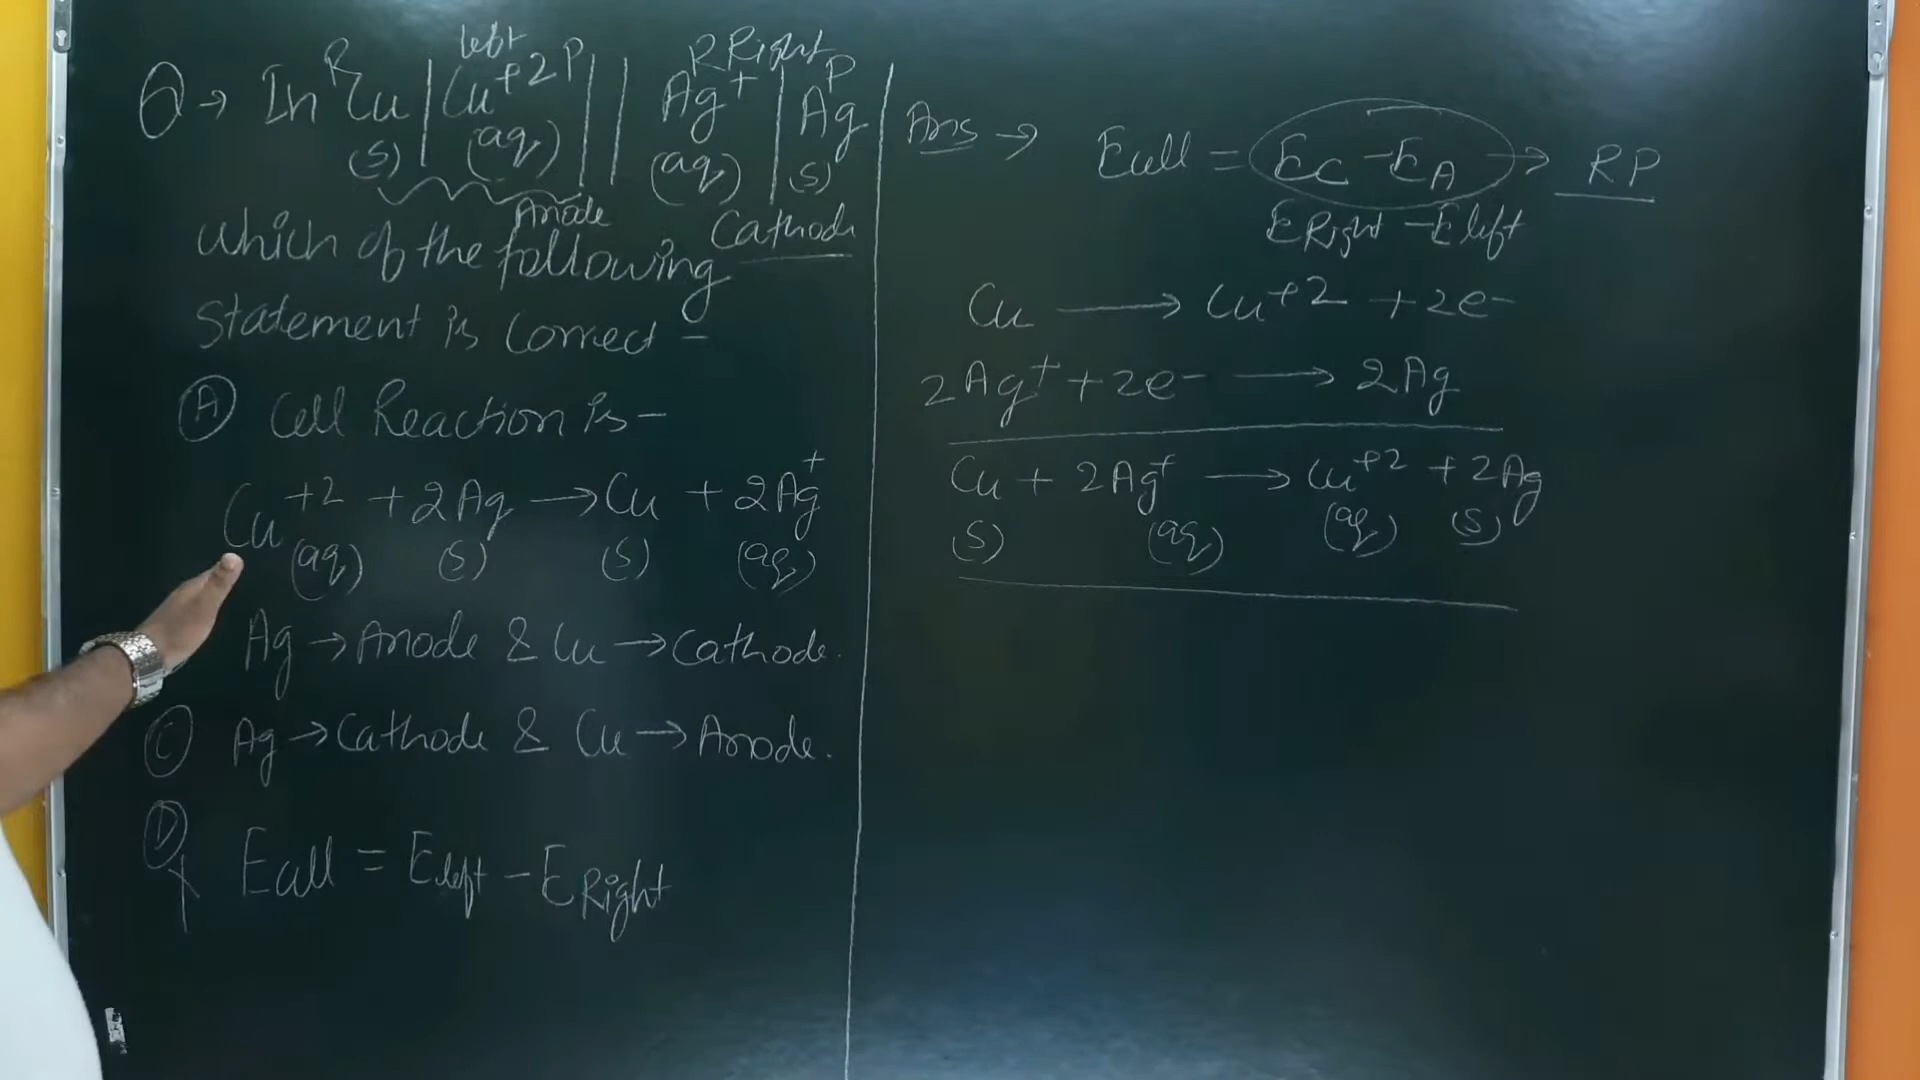 left R Right
Q → In R Cu | Cu+2 P || Ag+ | P Ag
(s) (aq) (aq) (s)
Anode Cathode
which of the following
statement is correct –
(A) Cell Reaction is –
Cu+2 + 2Ag → Cu + 2Ag+
(aq) (s) (s) (aq)
Ag → Anode & Cu → Cathode.
(C) Ag → Cathode & Cu → Anode.
(D) Ecell = Eleft – ERight
Ans → Ecell = EC – EA → RP
ERight – Eleft
Cu → Cu+2 + 2e–
2Ag+ + 2e– → 2Ag
Cu + 2Ag+ → Cu+2 + 2Ag
(s) (aq) (aq) (s)